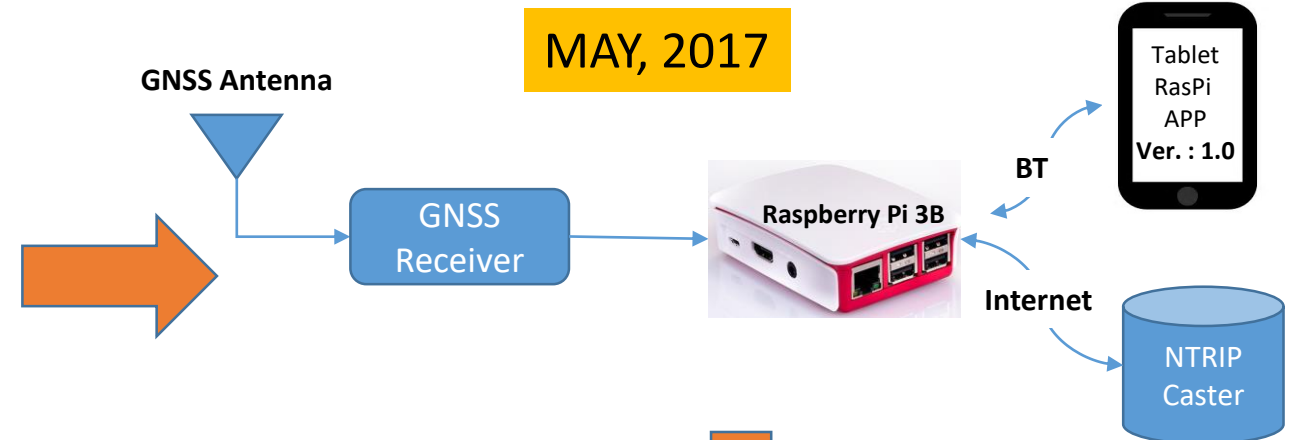 MAY, 2017
GNSS Antenna
GNSS
Receiver
Raspberry Pi 3B
BT
Tablet
RasPi
APP
Ver. : 1.0
Internet
NTRIP
Caster